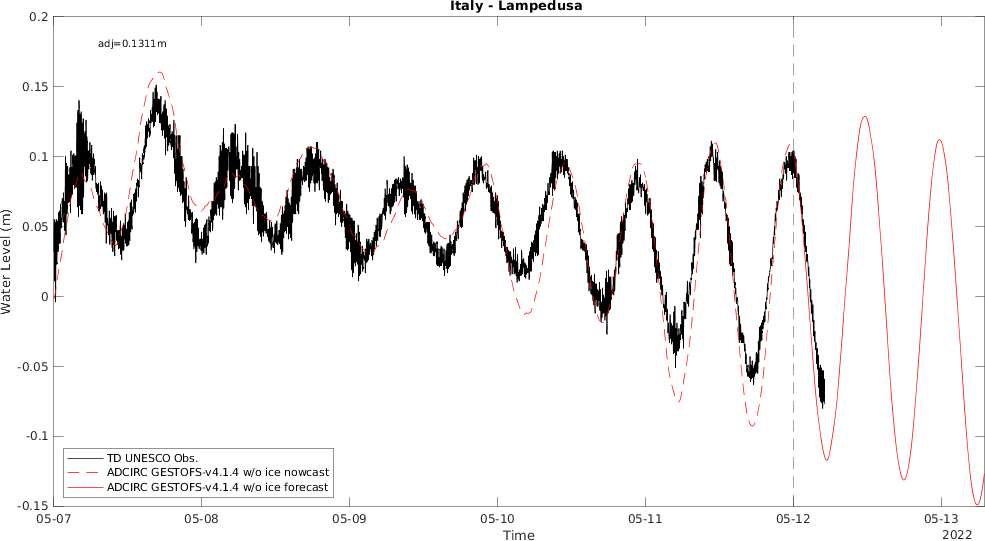 Italy - Lampedusa
adj=0.1311m
Water Level (m)
0.2
0.15
0.1
0.05
0
-0.05
-0.1
-0.15
TD UNESCO Obs.
ADCIRC GESTOFS-v4.1.4 w/o ice nowcast
ADCIRC GESTOFS-v4.1.4 w/o ice forecast
05-07 05-08 05-09 05-10 05-11 05-12 05-13
Time
2022